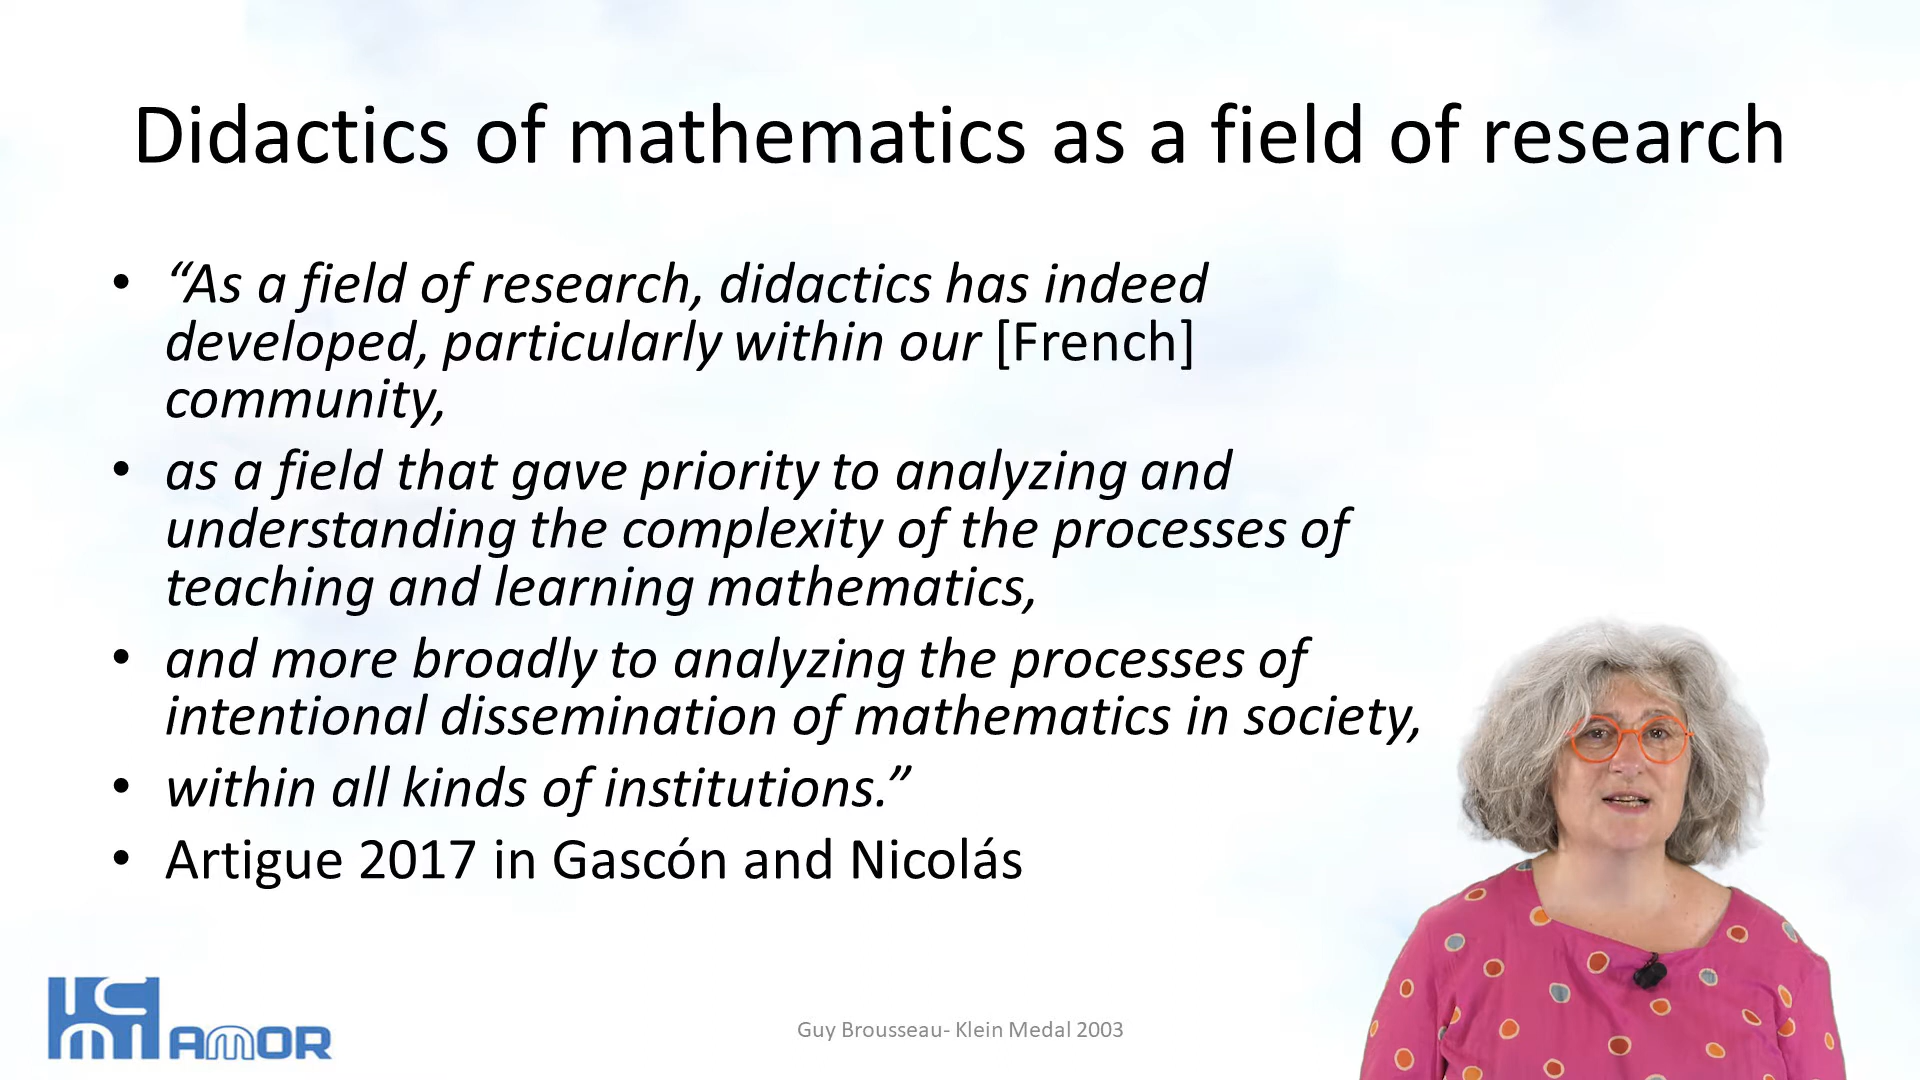 Didactics of mathematics as a field of research
• “As a field of research, didactics has indeed
developed, particularly within our [French]
community,
• as a field that gave priority to analyzing and
understanding the complexity of the processes of
teaching and learning mathematics,
• and more broadly to analyzing the processes of
intentional dissemination of mathematics in society,
• within all kinds of institutions.”
• Artigue 2017 in Gascón and Nicolás
ICMI AMOR
Guy Brousseau- Klein Medal 2003